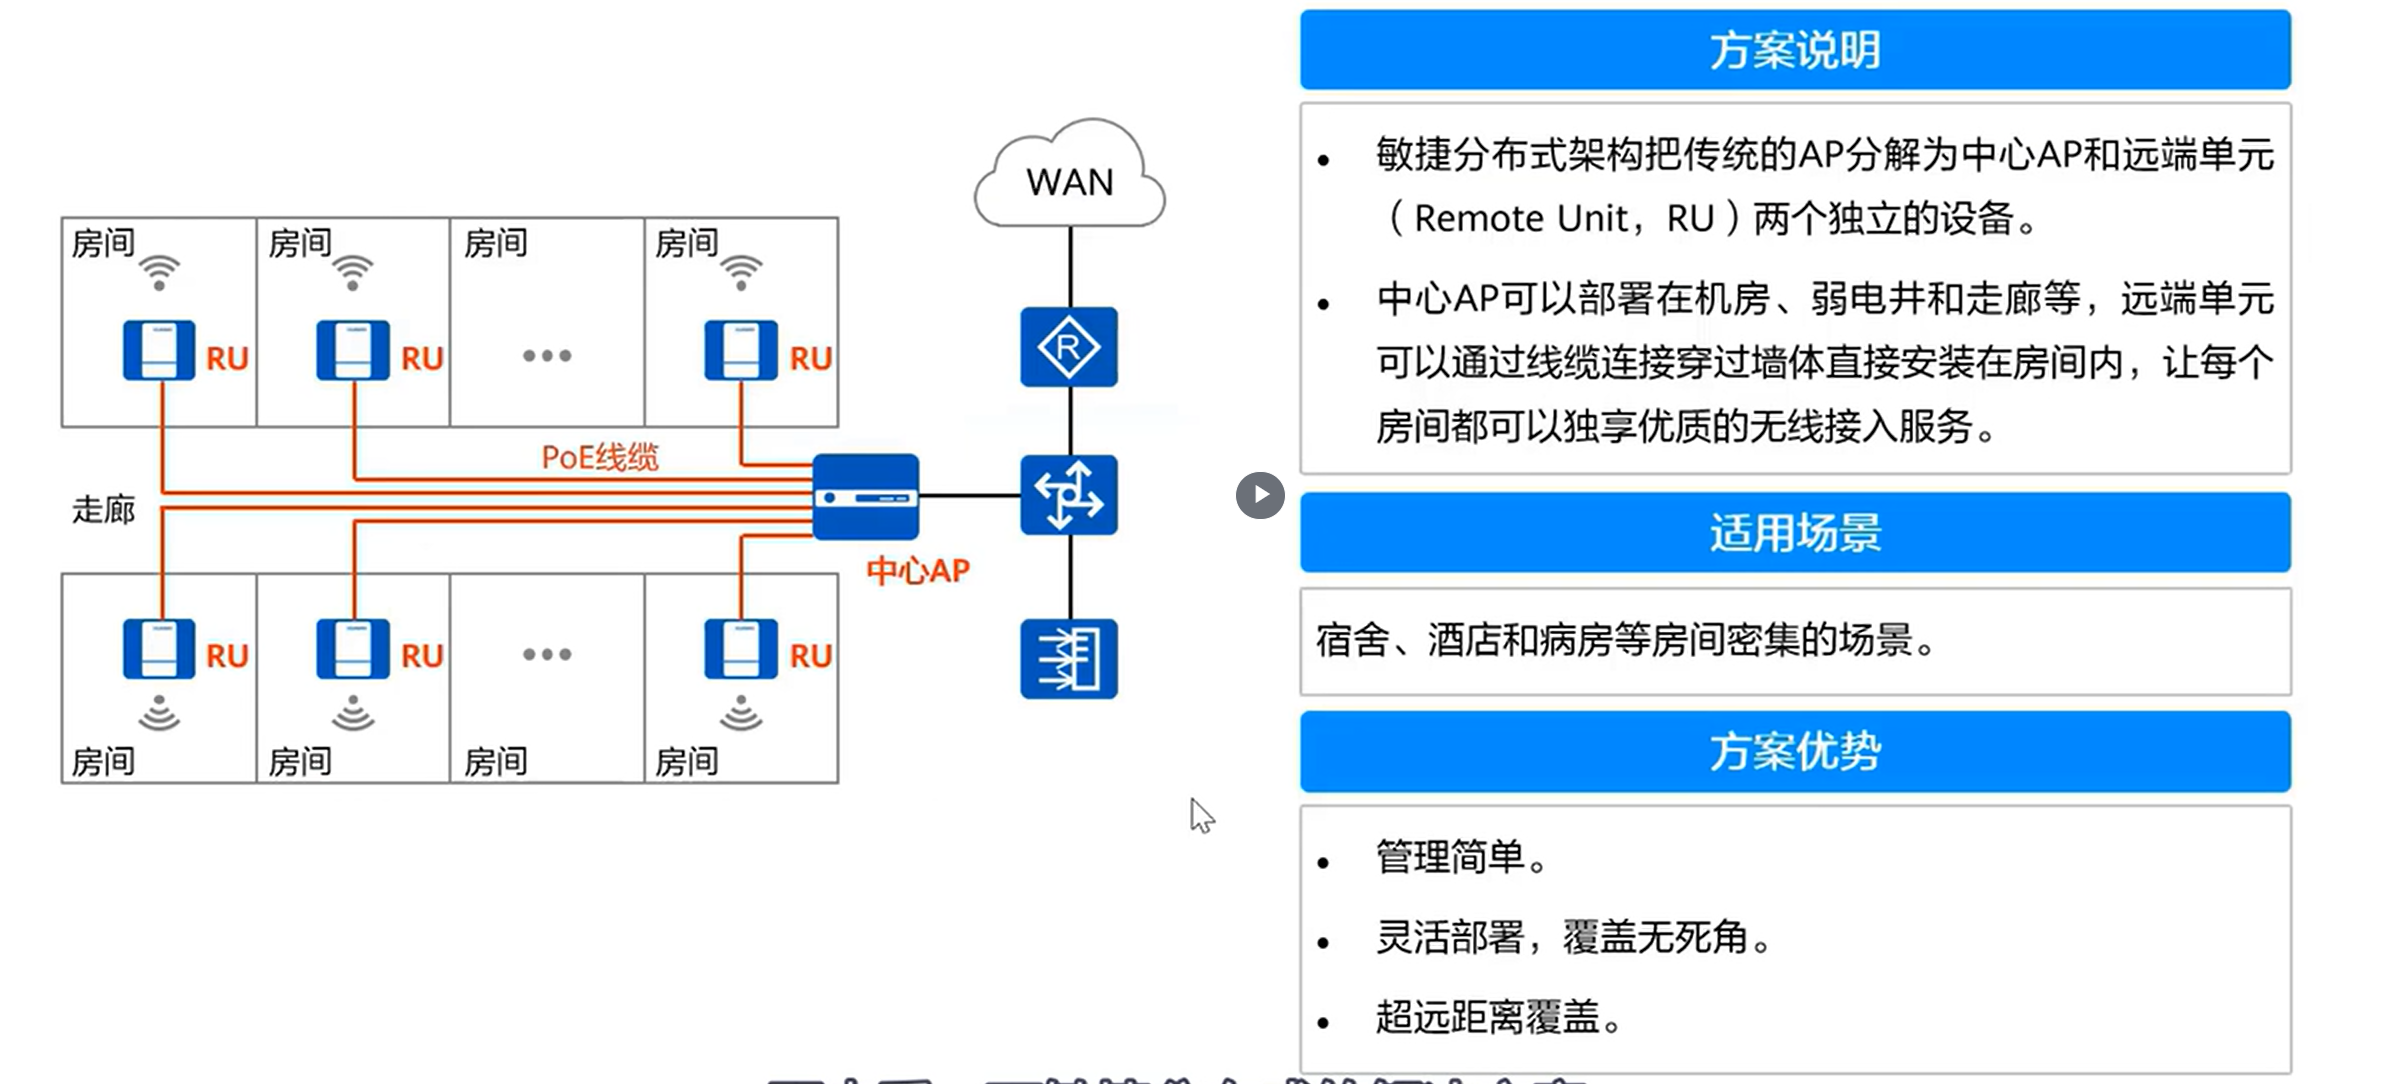 WAN
房间
房间
房间
房间
RU
RU
RU
PoE线缆
走廊
中心AP
R
RU
RU
RU
房间
房间
房间
房间
方案说明
• 敏捷分布式架构把传统的AP分解为中心AP和远端单元
（Remote Unit，RU）两个独立的设备。
• 中心AP可以部署在机房、弱电井和走廊等，远端单元
可以通过线缆连接穿过墙体直接安装在房间内，让每个
房间都可以独享优质的无线接入服务。
适用场景
宿舍、酒店和病房等房间密集的场景。
方案优势
• 管理简单。
• 灵活部署，覆盖无死角。
• 超远距离覆盖。